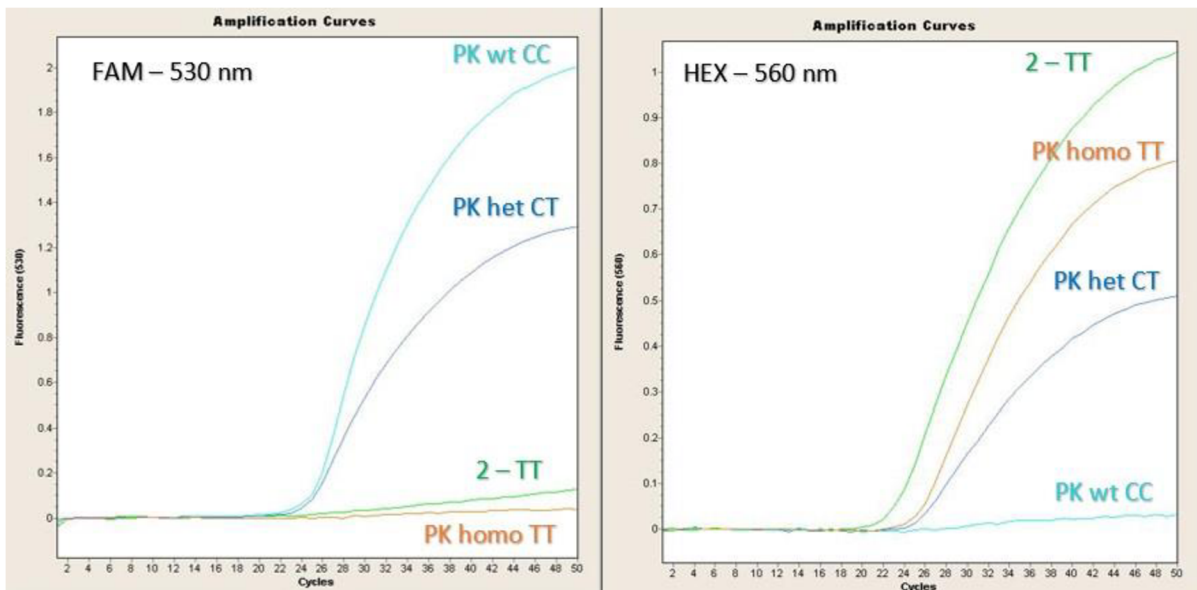 Amplification Curves
FAM – 530 nm
PK wt CC
PK het CT
2 – TT
PK homo TT
Fluorescence (530)
2
1.8
1.6
1.4
1.2
1
0.8
0.6
0.4
0.2
0
2 4 6 8 10 12 14 16 18 20 22 24 26 28 30 32 34 36 38 40 42 44 46 48 50
Cycles
Amplification Curves
HEX – 560 nm
2 – TT
PK homo TT
PK het CT
PK wt CC
Fluorescence (560)
1
0.9
0.8
0.7
0.6
0.5
0.4
0.3
0.2
0.1
0
2 4 6 8 10 12 14 16 18 20 22 24 26 28 30 32 34 36 38 40 42 44 46 48 50
Cycles